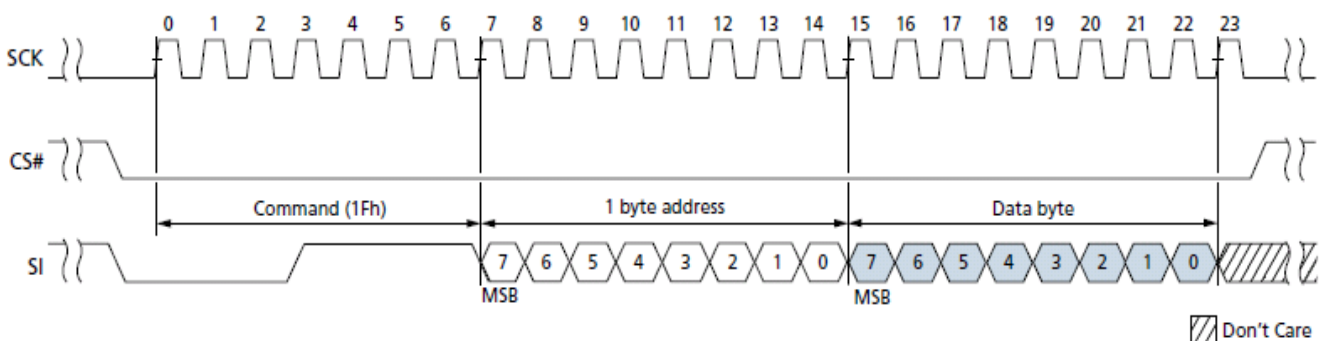 0 1 2 3 4 5 6 7 8 9 10 11 12 13 14 15 16 17 18 19 20 21 22 23
SCK
CS#
Command (1Fh) 1 byte address Data byte
SI 7 6 5 4 3 2 1 0 7 6 5 4 3 2 1 0
MSB MSB
Don't Care